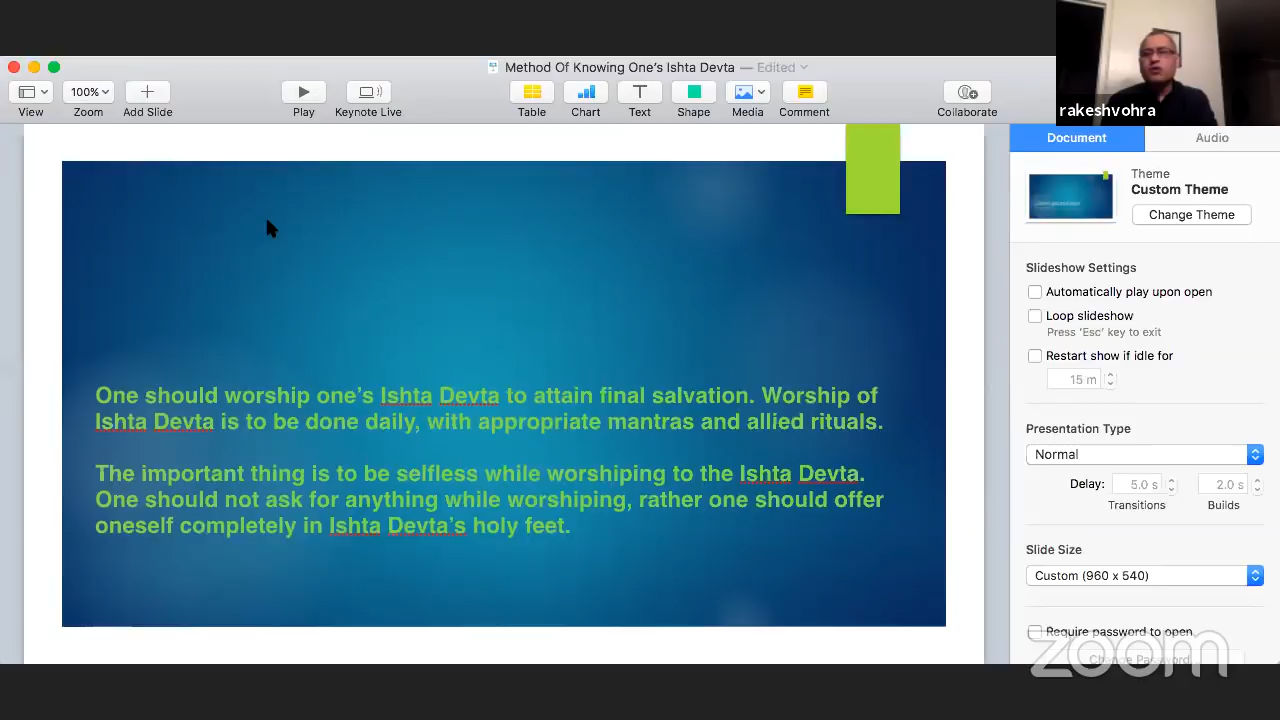 Method Of Knowing One's Ishta Devta — Edited
rakeshvohra
View
100%
Zoom
Add Slide
Play
Keynote Live
Table
Chart
Text
Shape
Media
Comment
Collaborate
Document
Audio
Theme
Custom Theme
Change Theme
Slideshow Settings
Automatically play upon open
Loop slideshow
Press 'Esc' key to exit
Restart show if idle for
15 m
Presentation Type
Normal
Delay:
5.0 s
2.0 s
Transitions
Builds
Slide Size
Custom (960 x 540)
Require password to open
Change Password
zoom
One should worship one's Ishta Devta to attain final salvation. Worship of
Ishta Devta is to be done daily, with appropriate mantras and allied rituals.
The important thing is to be selfless while worshiping to the Ishta Devta.
One should not ask for anything while worshiping, rather one should offer
oneself completely in Ishta Devta's holy feet.